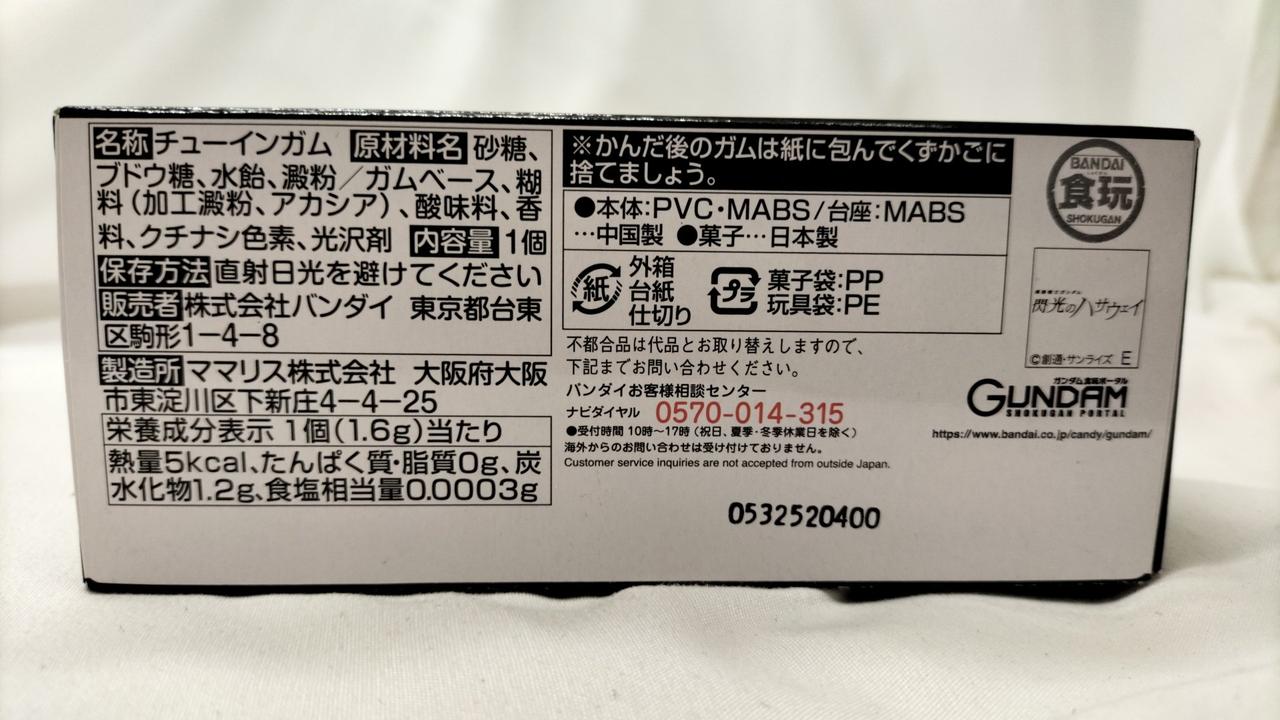 名称 チューインガム 原材料名 砂糖、
ブドウ糖、水飴、澱粉／ガムベース、糊
料（加工澱粉、アカシア）、酸味料、香
料、クチナシ色素、光沢剤 内容量 1個
保存方法 直射日光を避けてください
販売者 株式会社バンダイ 東京都台東
区駒形1−4−8
製造所 ママリス株式会社 大阪府大阪
市東淀川区下新庄4−4−25
栄養成分表示 1個(1.6g)当たり
熱量5kcal、たんぱく質・脂質0g、炭
水化物1.2g、食塩相当量0.0003g
※かんだ後のガムは紙に包んでくずかごに
捨てましょう。
●本体：PVC・MABS/台座：MABS
…中国製 ●菓子…日本製
紙 外箱
台紙
仕切り
プラ 菓子袋：PP
玩具袋：PE
不都合品は代品とお取り替えしますので、
下記までお問い合わせください。
バンダイお客様相談センター
ナビダイヤル 0570-014-315
●受付時間 10時〜17時（祝日、夏季・冬季休業日を除く）
海外からのお問い合わせは受け付けておりません。
Customer service inquiries are not accepted from outside Japan.
0532520400
BANDAI
食玩
SHOKUGAN
機動戦士ガンダム
閃光のハサウェイ
©創通・サンライズ E
ガンダム食玩ポータル
GUNDAM
SHOKUGAN PORTAL
https://www.bandai.co.jp/candy/gundam/